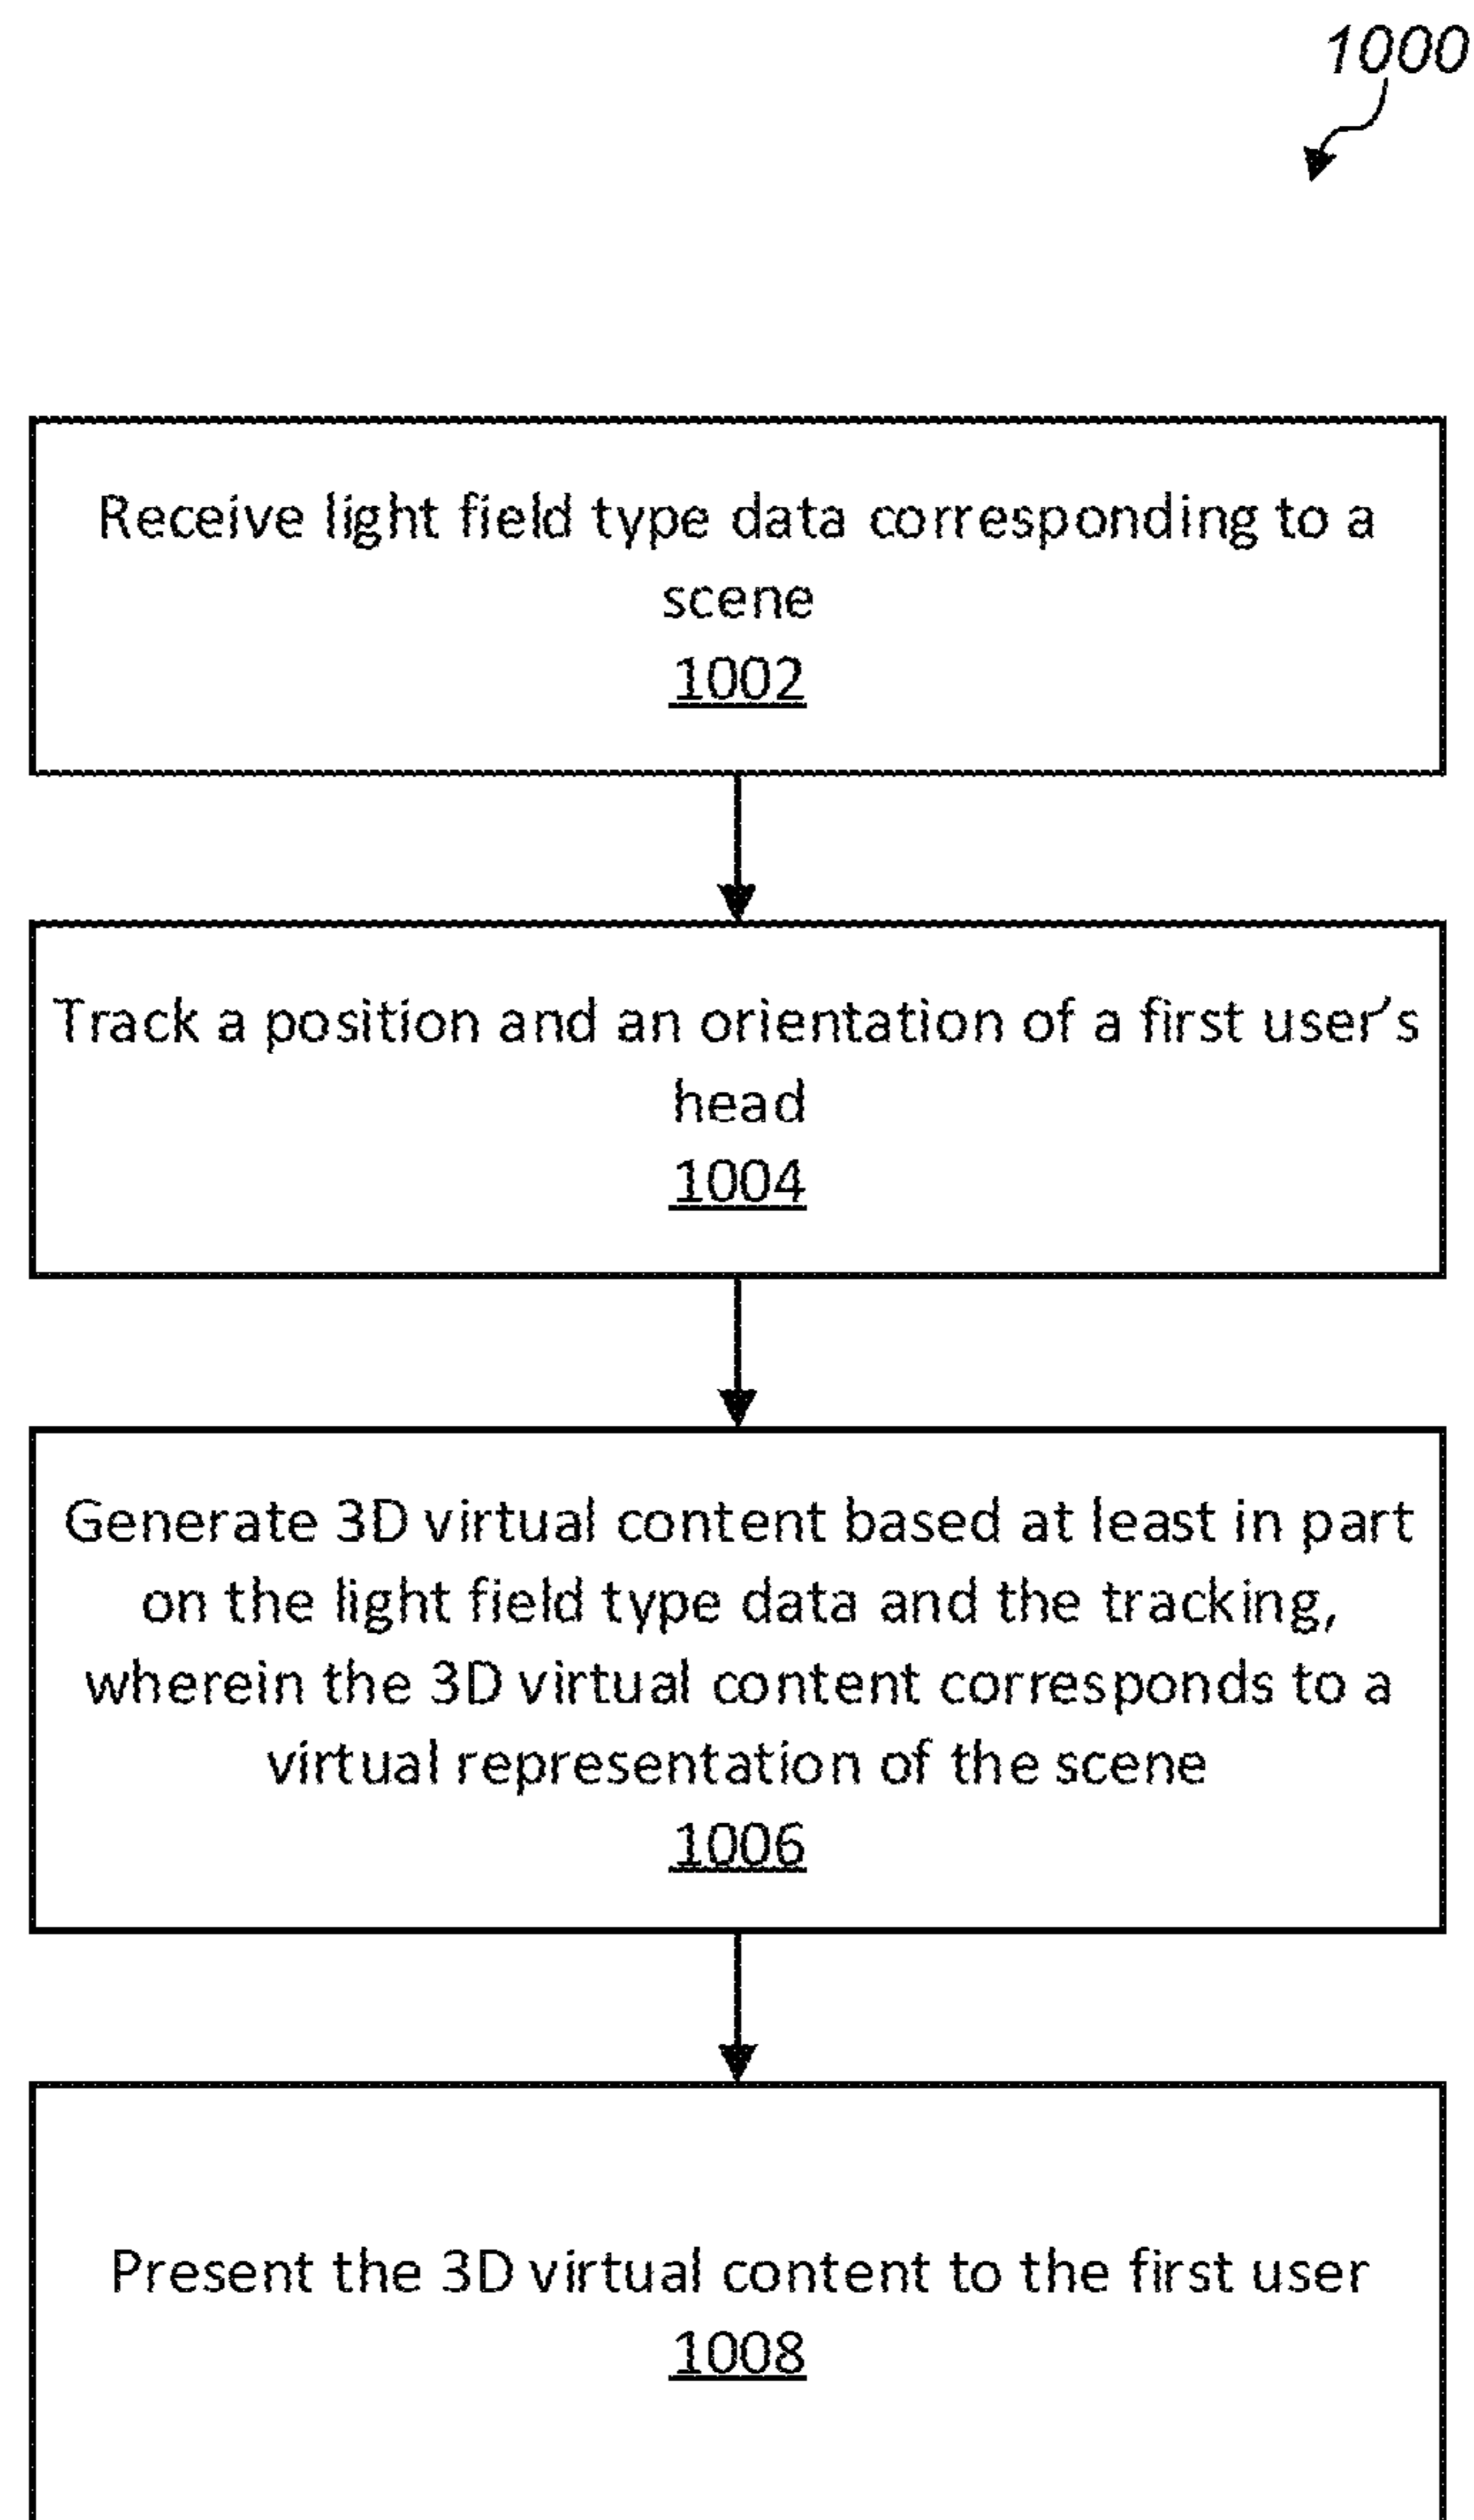 1000
Receive light field type data corresponding to a
scene
1002
Track a position and an orientation of a first user's
head
1004
Generate 3D virtual content based at least in part
on the light field type data and the tracking,
wherein the 3D virtual content corresponds to a
virtual representation of the scene
1006
Present the 3D virtual content to the first user
1008